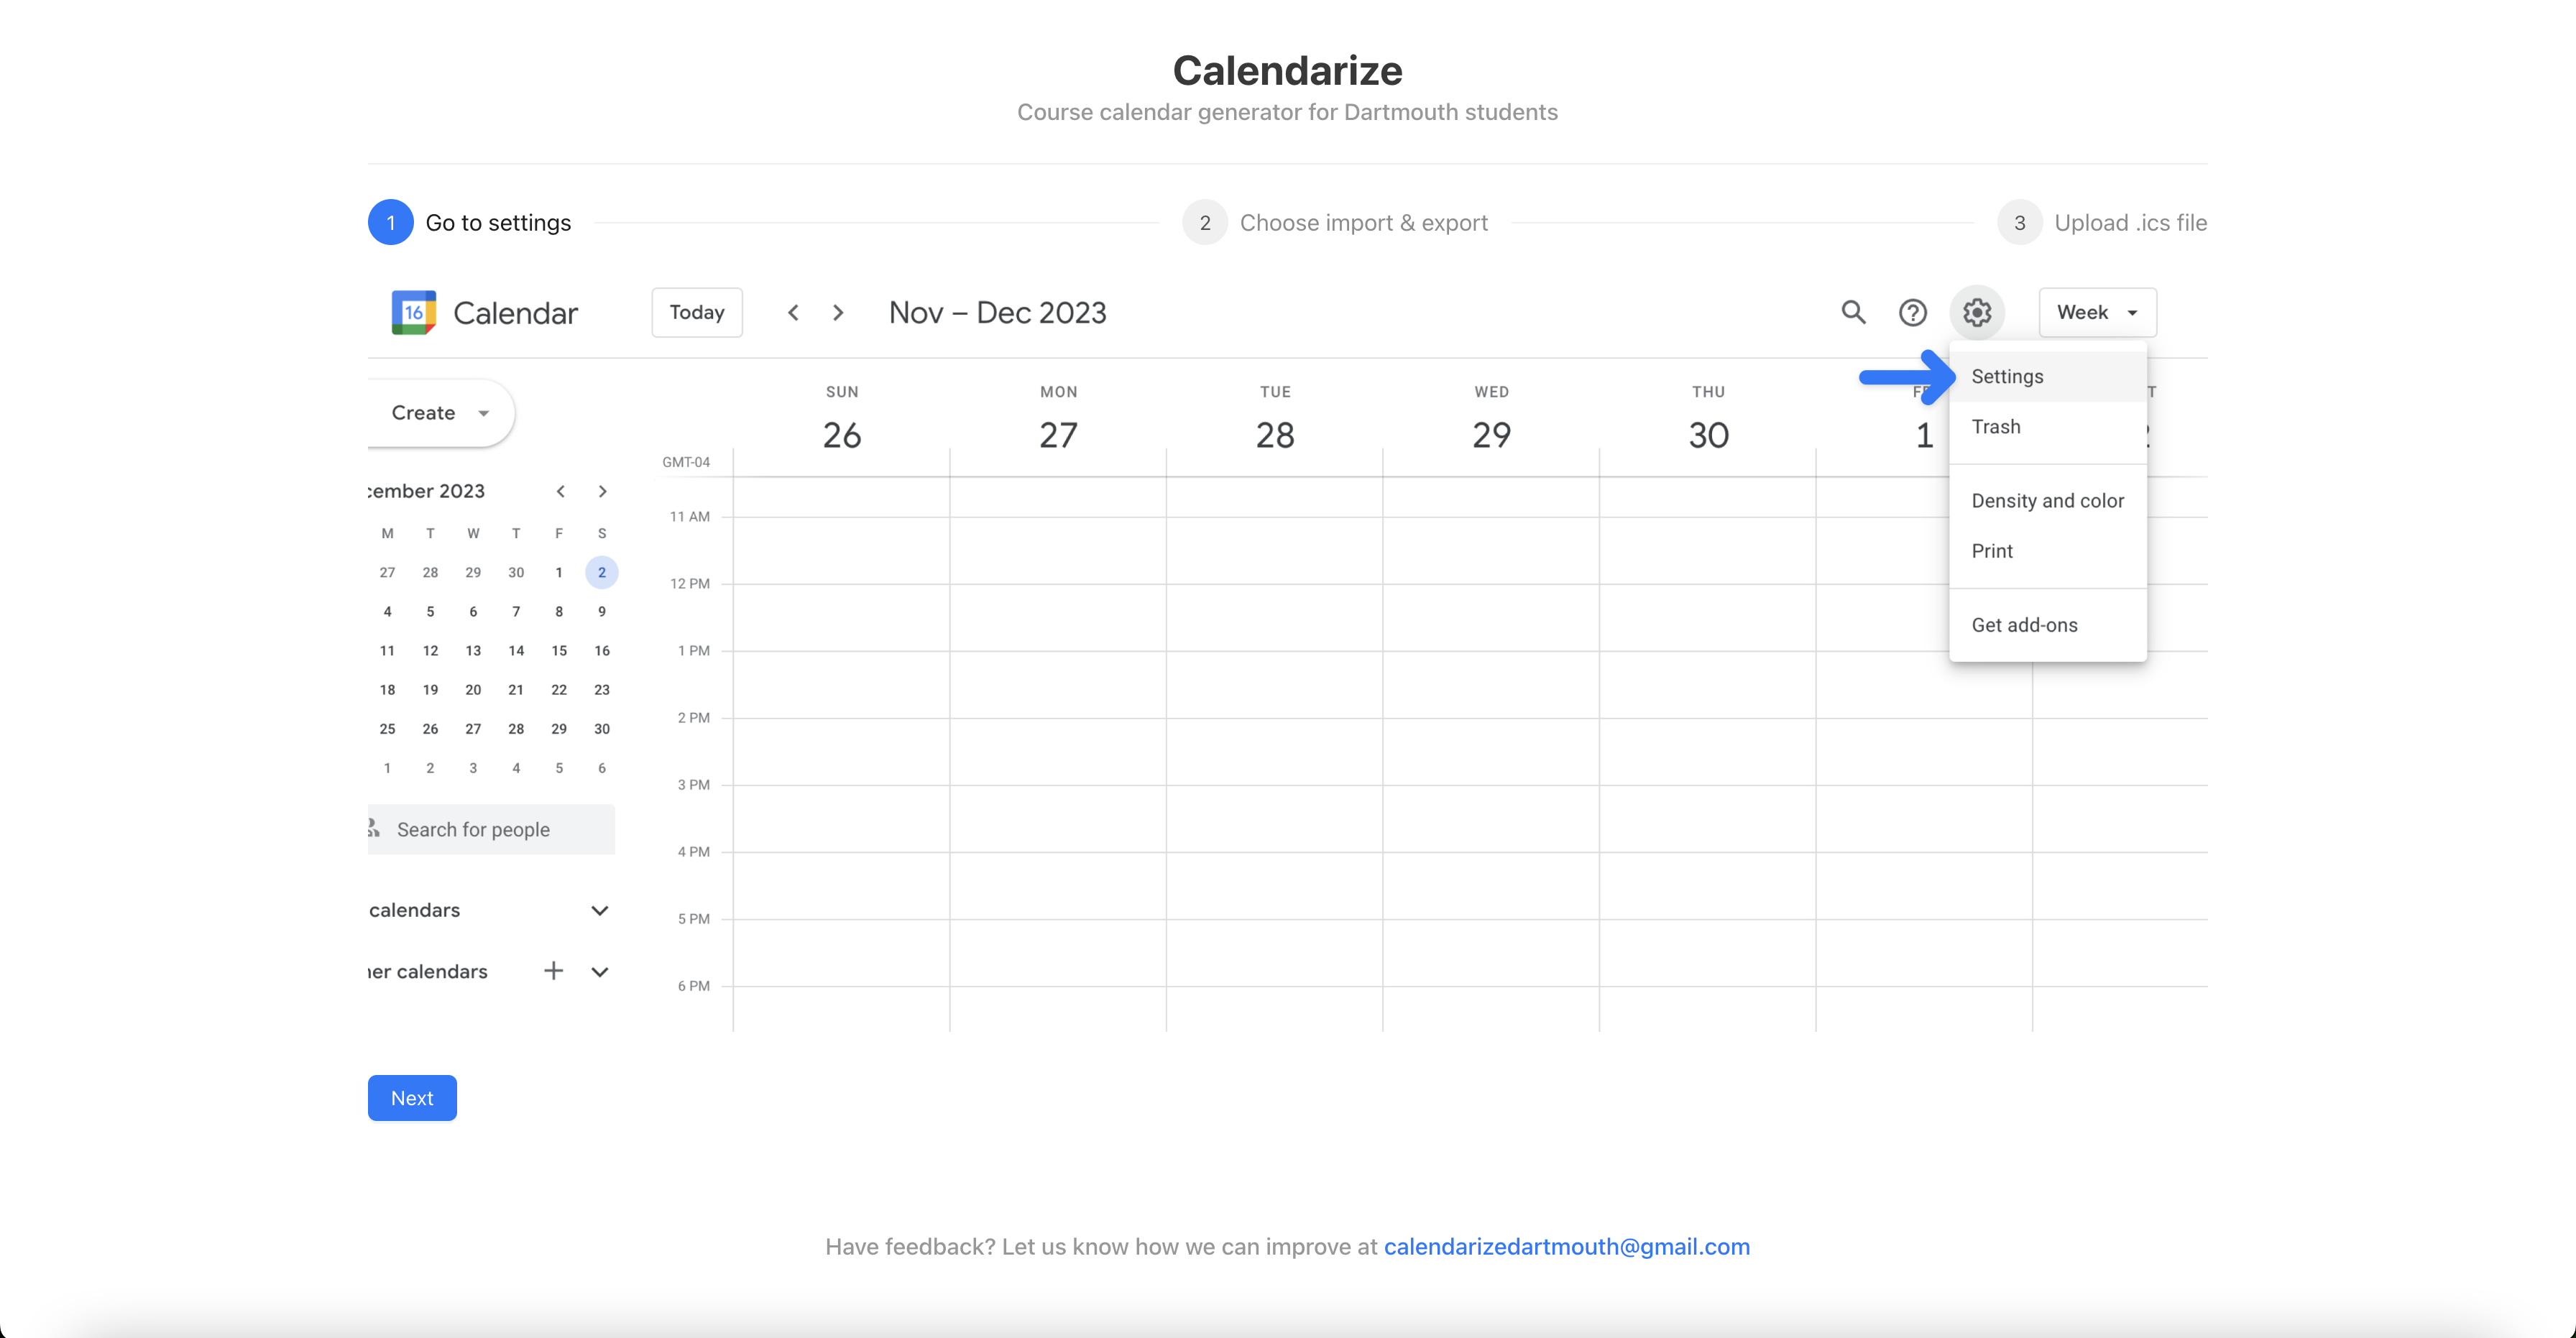 Calendarize
Course calendar generator for Dartmouth students
1 Go to settings
2 Choose import & export
3 Upload .ics file
16 Calendar Today Nov – Dec 2023 Week
Settings
Trash
Density and color
Print
Get add-ons
Create
cember 2023
M T W T F S
27 28 29 30 1 2
4 5 6 7 8 9
11 12 13 14 15 16
18 19 20 21 22 23
25 26 27 28 29 30
1 2 3 4 5 6
Search for people
calendars
her calendars
SUN MON TUE WED THU
26 27 28 29 30 1
GMT-04
11 AM
12 PM
1 PM
2 PM
3 PM
4 PM
5 PM
6 PM
Next
Have feedback? Let us know how we can improve at calendarizedartmouth@gmail.com